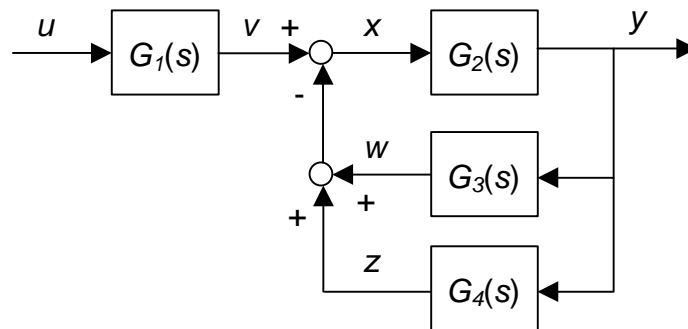 u v + x y
G₁(s) G₂(s)
-
w
G₃(s)
+ +
z
G₄(s)